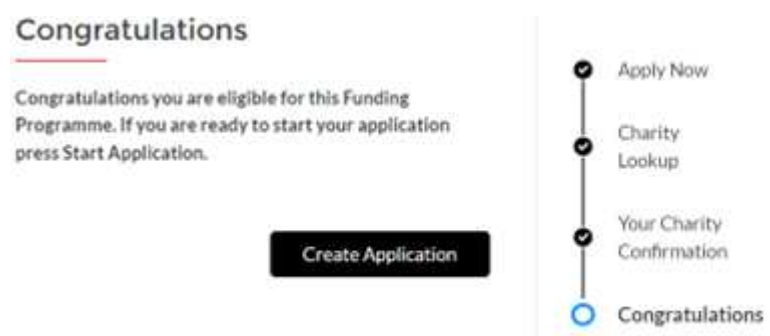 Congratulations
Congratulations you are eligible for this Funding
Programme. If you are ready to start your application
press Start Application.
Create Application
Apply Now
Charity
Lookup
Your Charity
Confirmation
Congratulations